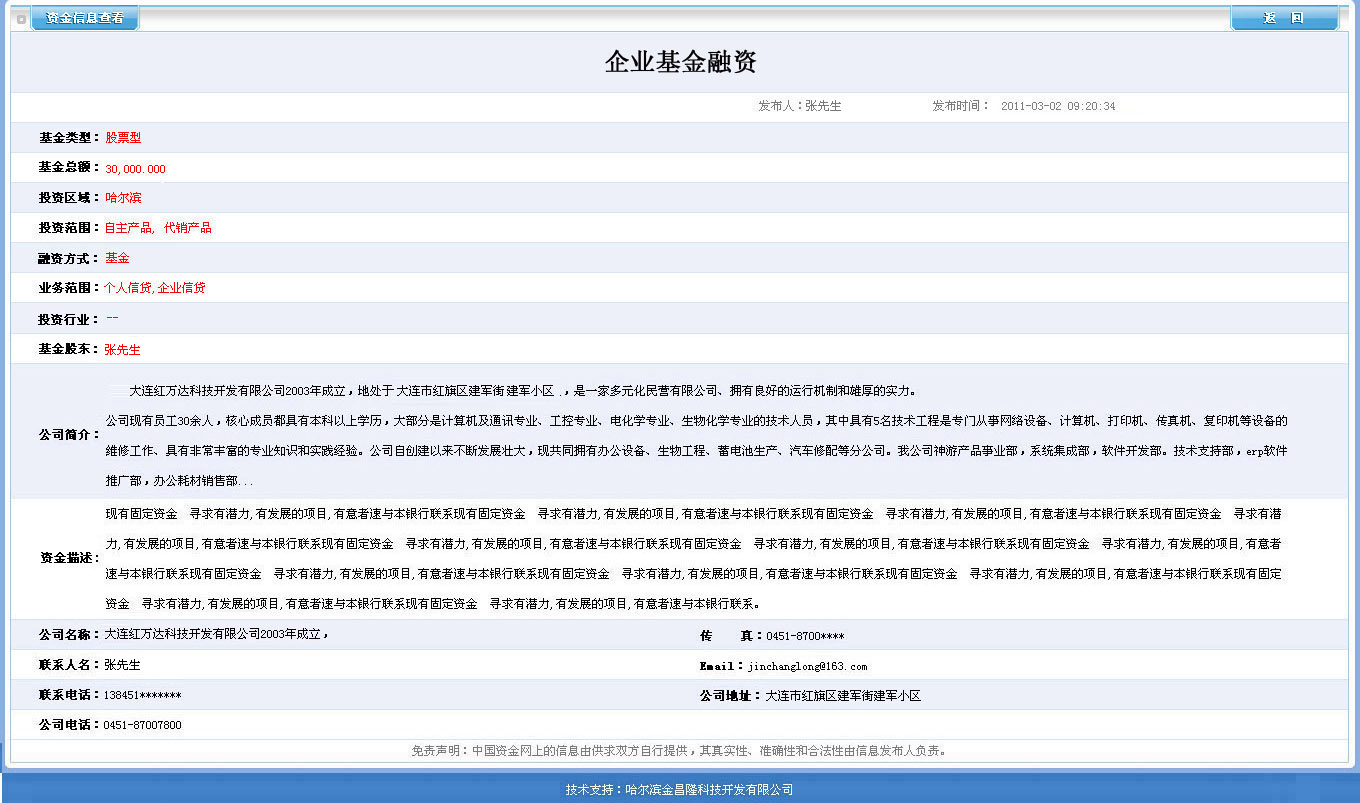 资金信息查看
返 回
企业基金融资
发布人：张先生 发布时间： 2011-03-02 09:20:34
基金类型：股票型
基金总额：30,000.000
投资区域：哈尔滨
投资范围：自主产品, 代销产品
融资方式：基金
业务范围：个人信贷,企业信贷
投资行业：--
基金股东：张先生
公司简介：
大连红万达科技开发有限公司2003年成立，地处于大连市红旗区建军街建军小区 .，是一家多元化民营有限公司、拥有良好的运行机制和雄厚的实力。
公司现有员工30余人，核心成员都具有本科以上学历，大部分是计算机及通讯专业、工控专业、电化学专业、生物化学专业的技术人员，其中具有5名技术工程是专门从事网络设备、计算机、打印机、传真机、复印机等设备的
维修工作、具有非常丰富的专业知识和实践经验。公司自创建以来不断发展壮大，现共同拥有办公设备、生物工程、蓄电池生产、汽车修配等分公司。我公司神游产品事业部，系统集成部，软件开发部。技术支持部，erp软件
推广部，办公耗材销售部...
资金描述：
现有固定资金 寻求有潜力,有发展的项目,有意者速与本银行联系现有固定资金 寻求有潜力,有发展的项目,有意者速与本银行联系现有固定资金 寻求有潜力,有发展的项目,有意者速与本银行联系现有固定资金 寻求有潜
力,有发展的项目,有意者速与本银行联系现有固定资金 寻求有潜力,有发展的项目,有意者速与本银行联系现有固定资金 寻求有潜力,有发展的项目,有意者速与本银行联系现有固定资金 寻求有潜力,有发展的项目,有意者
速与本银行联系现有固定资金 寻求有潜力,有发展的项目,有意者速与本银行联系现有固定资金 寻求有潜力,有发展的项目,有意者速与本银行联系现有固定资金 寻求有潜力,有发展的项目,有意者速与本银行联系现有固定
资金 寻求有潜力,有发展的项目,有意者速与本银行联系现有固定资金 寻求有潜力,有发展的项目,有意者速与本银行联系。
公司名称：大连红万达科技开发有限公司2003年成立， 传 真：0451-8700****
联系人名：张先生 Email：jinchanglong@163.com
联系电话：138451******* 公司地址：大连市红旗区建军街建军小区
公司电话：0451-87007800
免责声明：中国资金网上的信息由供求双方自行提供，其真实性、准确性和合法性由信息发布人负责。
技术支持：哈尔滨金昌隆科技开发有限公司